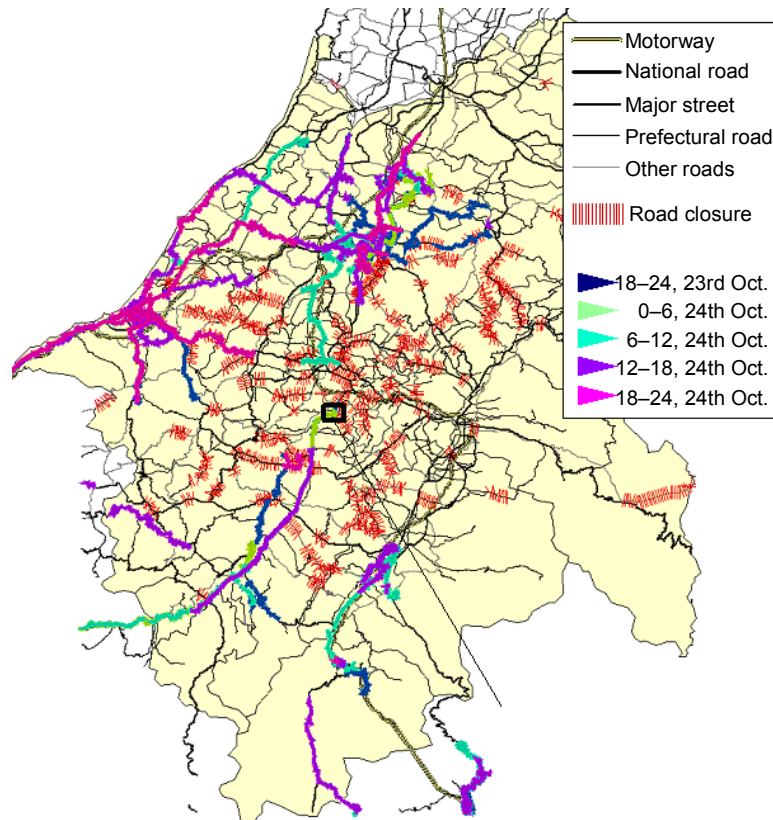 Motorway
National road
Major street
Prefectural road
Other roads
Road closure
18–24, 23rd Oct.
0–6, 24th Oct.
6–12, 24th Oct.
12–18, 24th Oct.
18–24, 24th Oct.